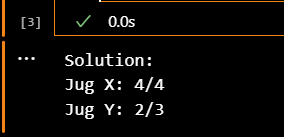 [3]
✓ 0.0s
... Solution:
Jug X: 4/4
Jug Y: 2/3